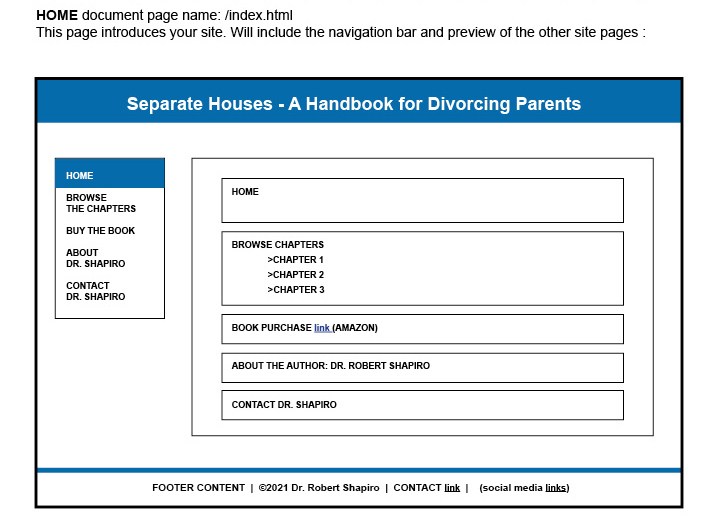 HOME document page name: /index.html
This page introduces your site. Will include the navigation bar and preview of the other site pages :
Separate Houses - A Handbook for Divorcing Parents
HOME
BROWSE
THE CHAPTERS
BUY THE BOOK
ABOUT
DR. SHAPIRO
CONTACT
DR. SHAPIRO
HOME
BROWSE CHAPTERS
>CHAPTER 1
>CHAPTER 2
>CHAPTER 3
BOOK PURCHASE link (AMAZON)
ABOUT THE AUTHOR: DR. ROBERT SHAPIRO
CONTACT DR. SHAPIRO
FOOTER CONTENT | ©2021 Dr. Robert Shapiro | CONTACT link | (social media links)